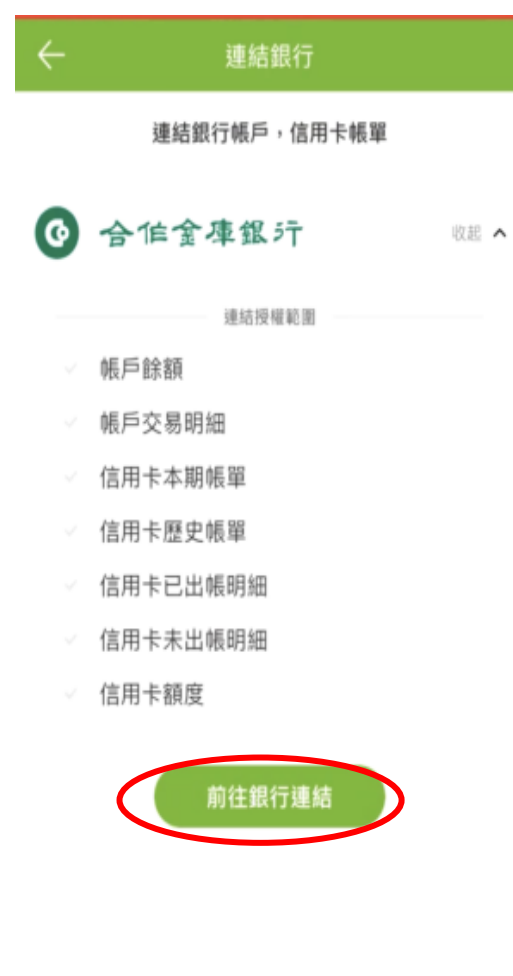 連結銀行
連結銀行帳戶，信用卡帳單
合作金庫銀行
收起
連結授權範圍
帳戶餘額
帳戶交易明細
信用卡本期帳單
信用卡歷史帳單
信用卡已出帳明細
信用卡未出帳明細
信用卡額度
前往銀行連結